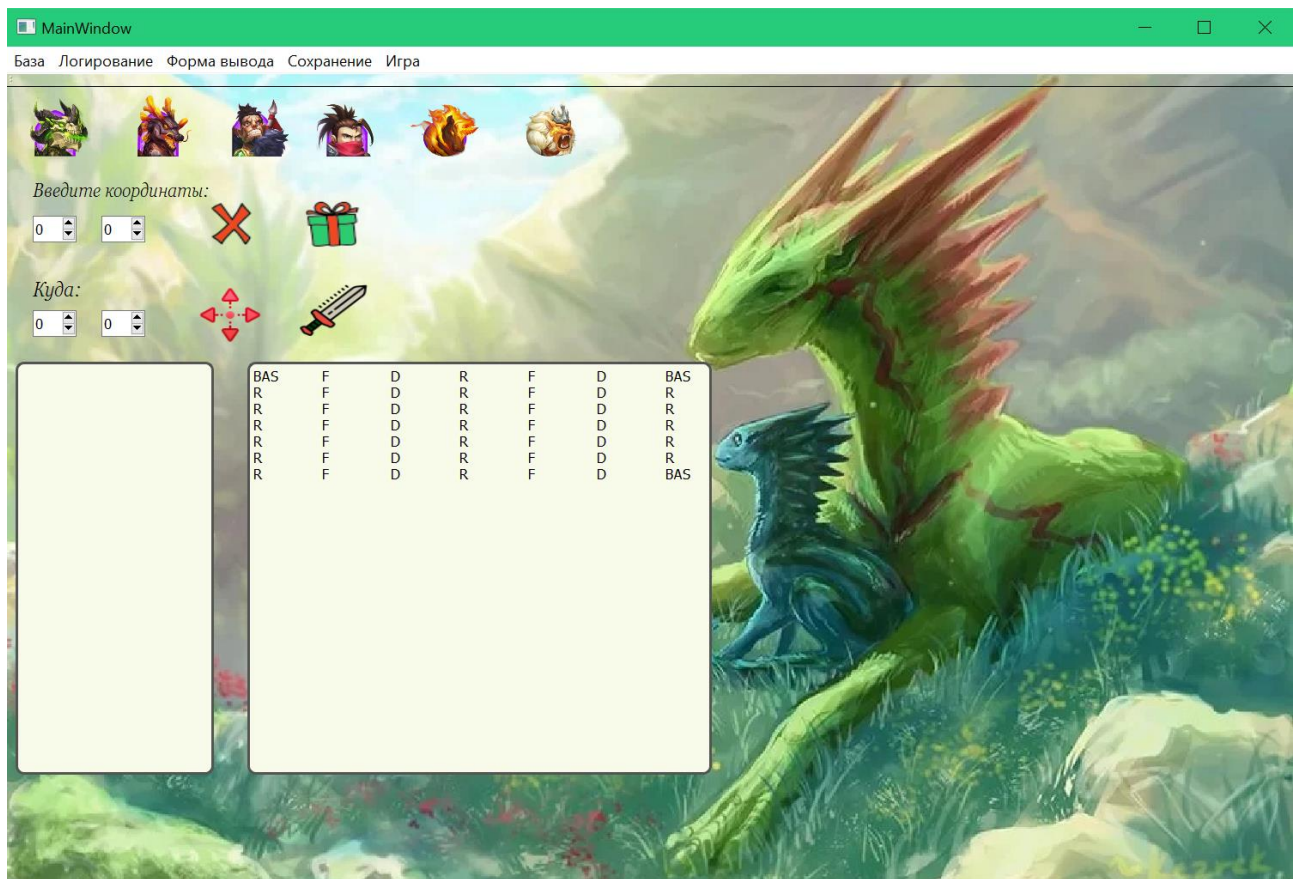 MainWindow
База Логирование Форма вывода Сохранение Игра
Введите координаты:
0 0
Куда:
0 0
BAS F D R F D BAS
R F D R F D R
R F D R F D R
R F D R F D R
R F D R F D R
R F D R F D R
R F D R F D BAS